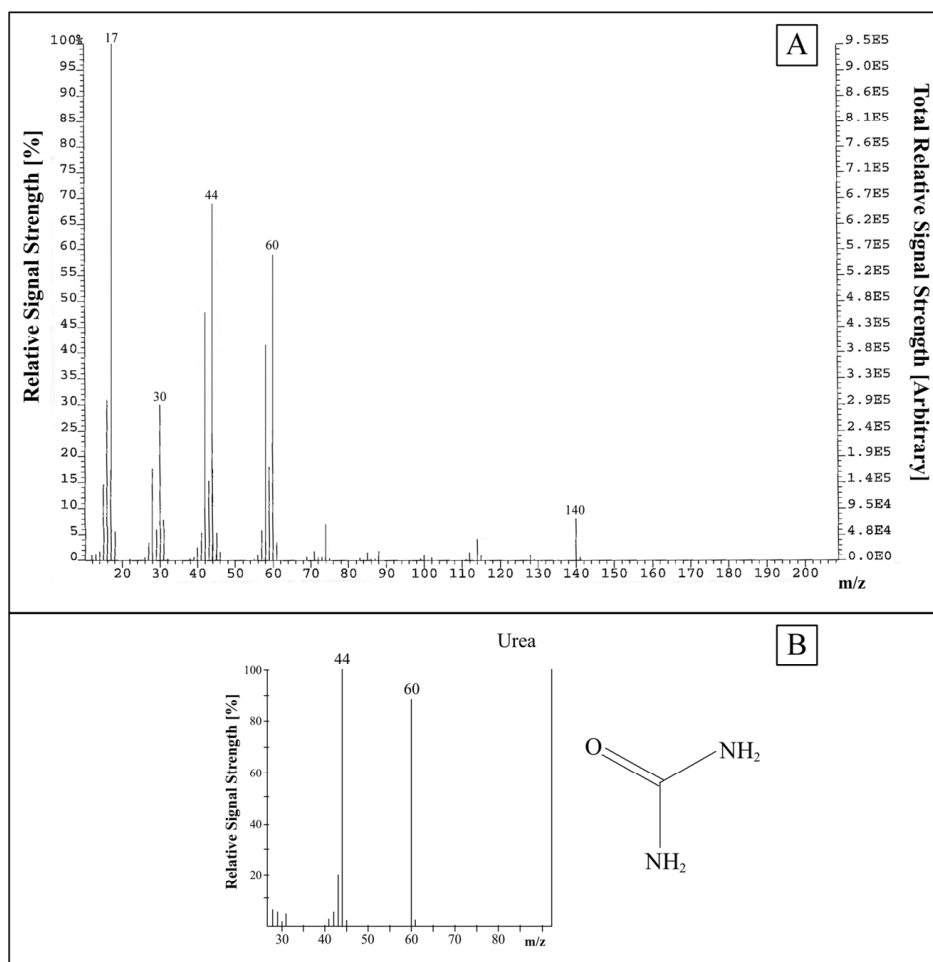 A
Relative Signal Strength [%]
100%
95
90
85
80
75
70
65
60
55
50
45
40
35
30
25
20
15
10
5
0
17
30
44
60
140
9.5E5
9.0E5
8.6E5
8.1E5
7.6E5
7.1E5
6.7E5
6.2E5
5.7E5
5.2E5
4.8E5
4.3E5
3.8E5
3.3E5
2.9E5
2.4E5
1.9E5
1.4E5
9.5E4
4.8E4
0.0E0
Total Relative Signal Strength [Arbitrary]
20 30 40 50 60 70 80 90 100 110 120 130 140 150 160 170 180 190 200
m/z
B
Urea
Relative Signal Strength [%]
100
80
60
40
20
44
60
30 40 50 60 70 80
m/z
O
NH2
NH2